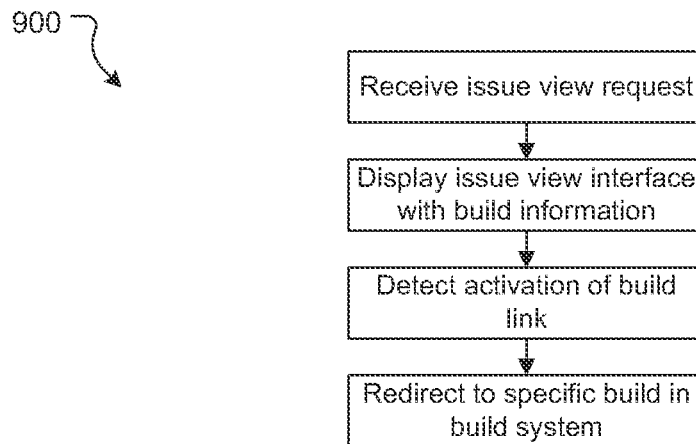 900
Receive issue view request
Display issue view interface
with build information
Detect activation of build
link
Redirect to specific build in
build system